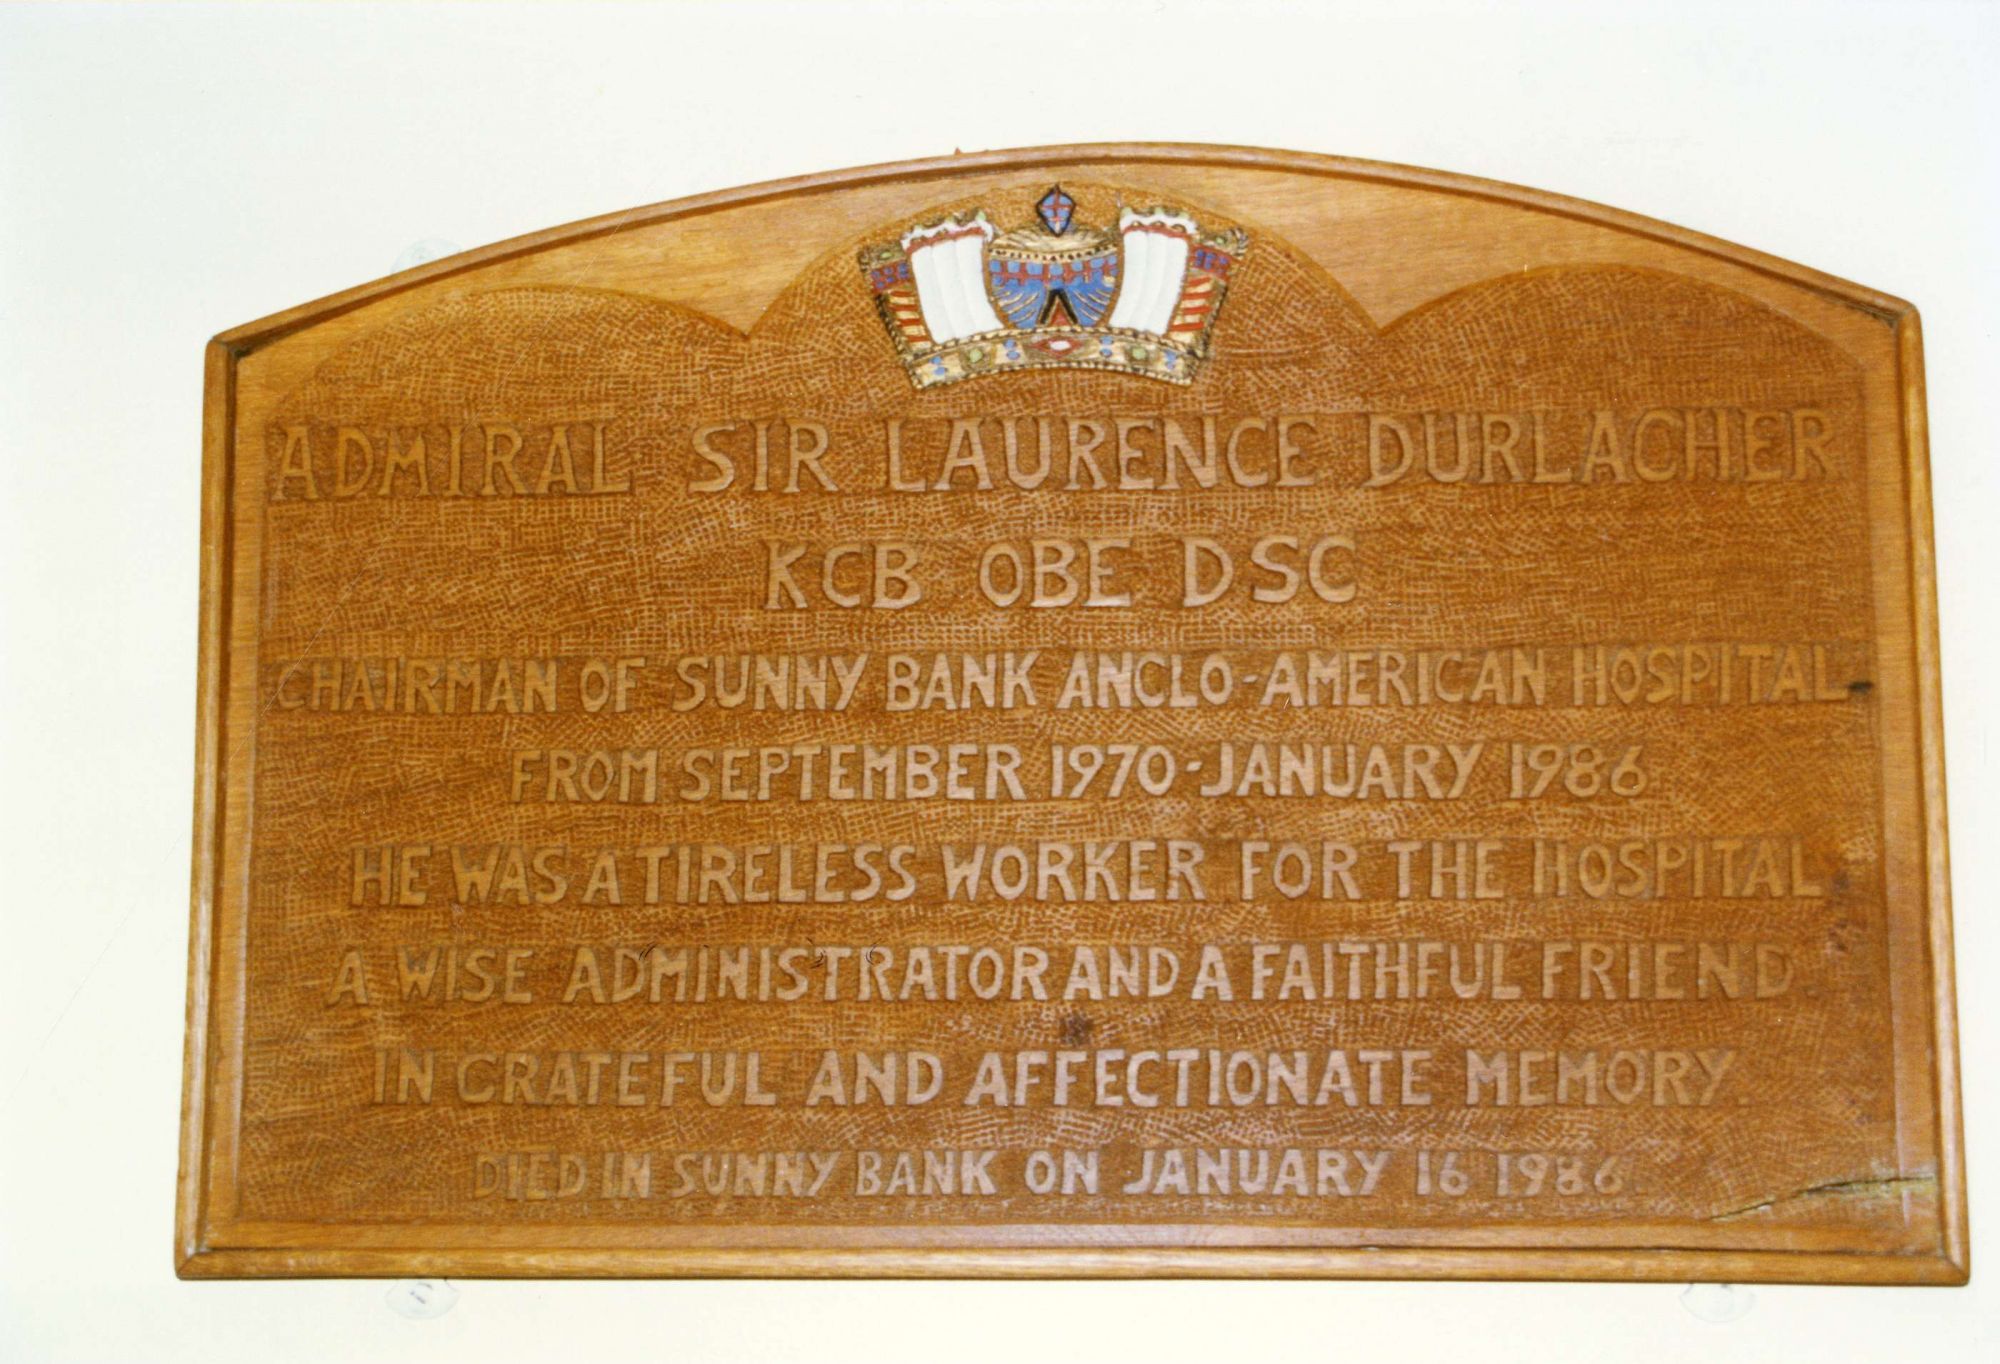 ADMIRAL SIR LAURENCE DURLACHER
KCB OBE DSC
CHAIRMAN OF SUNNY BANK ANGLO-AMERICAN HOSPITAL
FROM SEPTEMBER 1970-JANUARY 1986
HE WAS A TIRELESS WORKER FOR THE HOSPITAL
A WISE ADMINISTRATOR AND A FAITHFUL FRIEND
IN GRATEFUL AND AFFECTIONATE MEMORY.
DIED IN SUNNY BANK ON JANUARY 16 1986